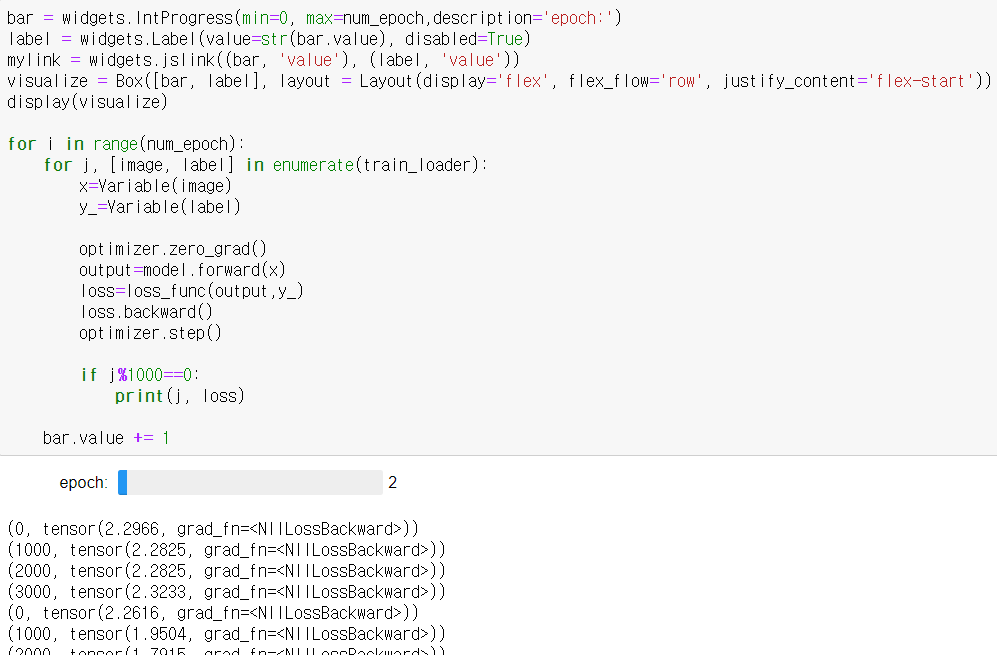 bar = widgets.IntProgress(min=0, max=num_epoch,description='epoch:')
label = widgets.Label(value=str(bar.value), disabled=True)
mylink = widgets.jslink((bar, 'value'), (label, 'value'))
visualize = Box([bar, label], layout = Layout(display='flex', flex_flow='row', justify_content='flex-start'))
display(visualize)
for i in range(num_epoch):
    for j, [image, label] in enumerate(train_loader):
        x=Variable(image)
        y_=Variable(label)
        optimizer.zero_grad()
        output=model.forward(x)
        loss=loss_func(output,y_)
        loss.backward()
        optimizer.step()
        if j%1000==0:
            print(j, loss)
    bar.value += 1
epoch: 2
(0, tensor(2.2966, grad_fn=<NllLossBackward>))
(1000, tensor(2.2825, grad_fn=<NllLossBackward>))
(2000, tensor(2.2825, grad_fn=<NllLossBackward>))
(3000, tensor(2.3233, grad_fn=<NllLossBackward>))
(0, tensor(2.2616, grad_fn=<NllLossBackward>))
(1000, tensor(1.9504, grad_fn=<NllLossBackward>))
(2000, tensor(1.7915, grad_fn=<NllLossBackward>))